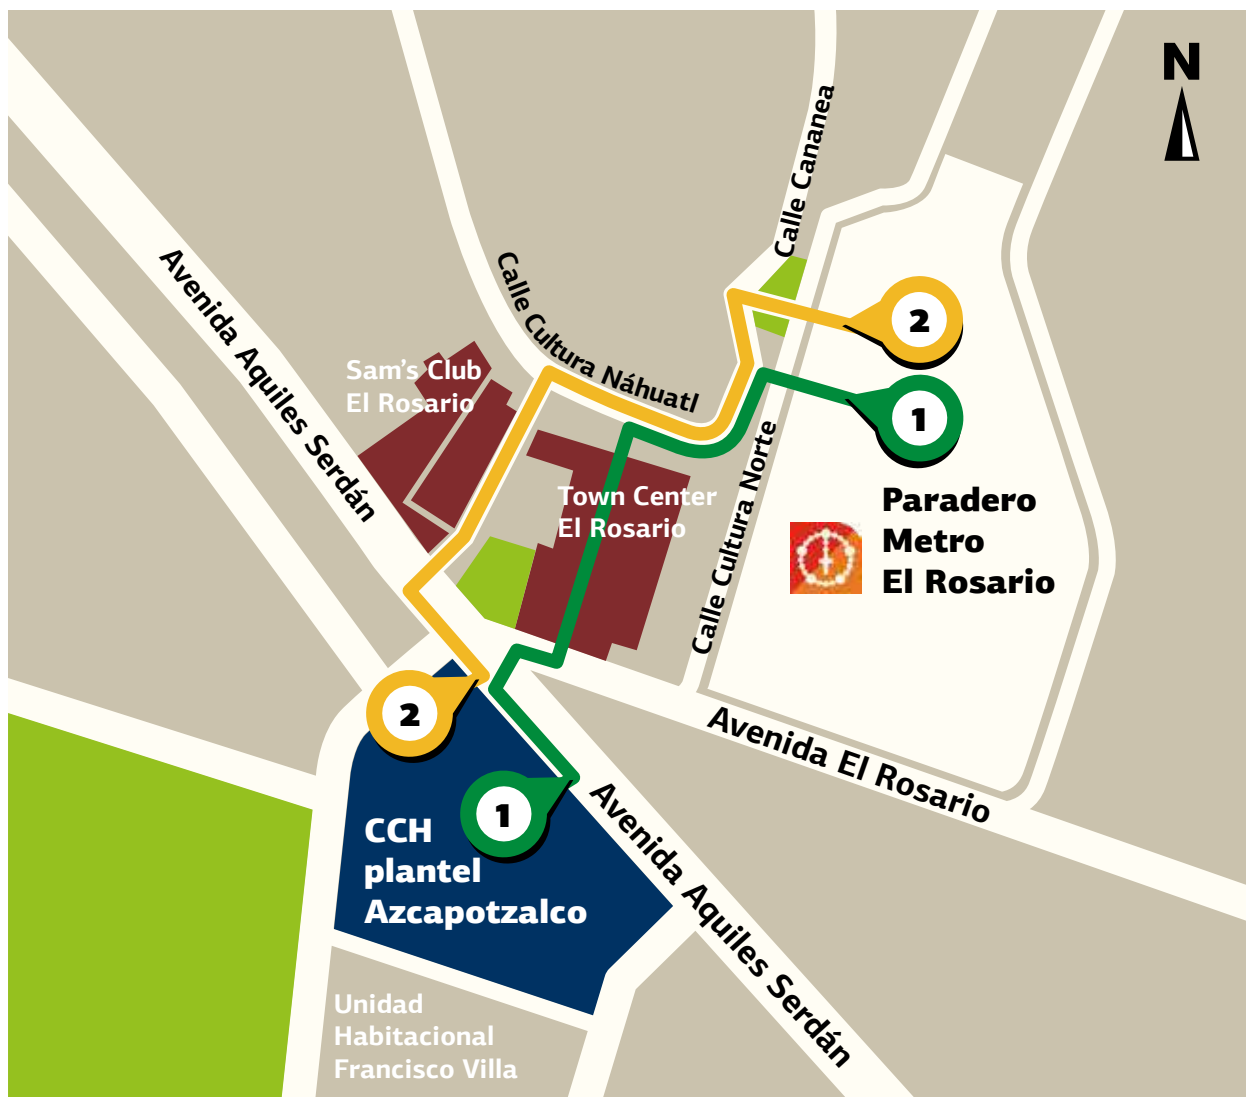 N
Calle Cananea
Avenida Aquiles Serdán
Calle Cultura Náhuatl
2
Sam's Club
El Rosario
1
Calle Cultura Norte
Town Center
El Rosario
Paradero
Metro
El Rosario
2
Avenida El Rosario
1
CCH
plantel
Azcapotzalco
Avenida Aquiles Serdán
Unidad
Habitacional
Francisco Villa